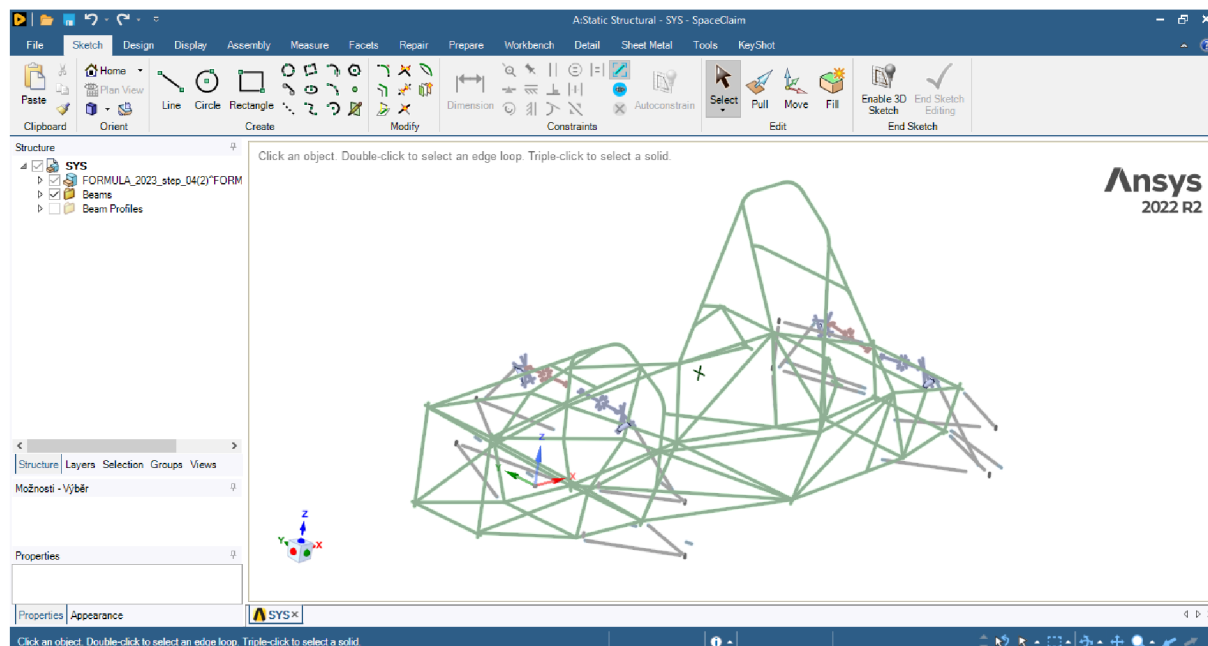 A:Static Structural - SYS - SpaceClaim
File Sketch Design Display Assembly Measure Facets Repair Prepare Workbench Detail Sheet Metal Tools KeyShot
Home
Plan View
Paste Line Circle Rectangle Dimension Autoconstrain Select Pull Move Fill Enable 3D Sketch End Sketch Editing
Clipboard Orient Create Modify Constraints Edit End Sketch
Structure
Click an object. Double-click to select an edge loop. Triple-click to select a solid.
SYS
FORMULA_2023_step_04(2)^FORM
Beams
Beam Profiles
Ansys
2022 R2
Structure Layers Selection Groups Views
Možnosti - Výběr
Z
X
Y
Z
Y
X
Properties
Properties Appearance
SYS
Click an object. Double-click to select an edge loop. Triple-click to select a solid.